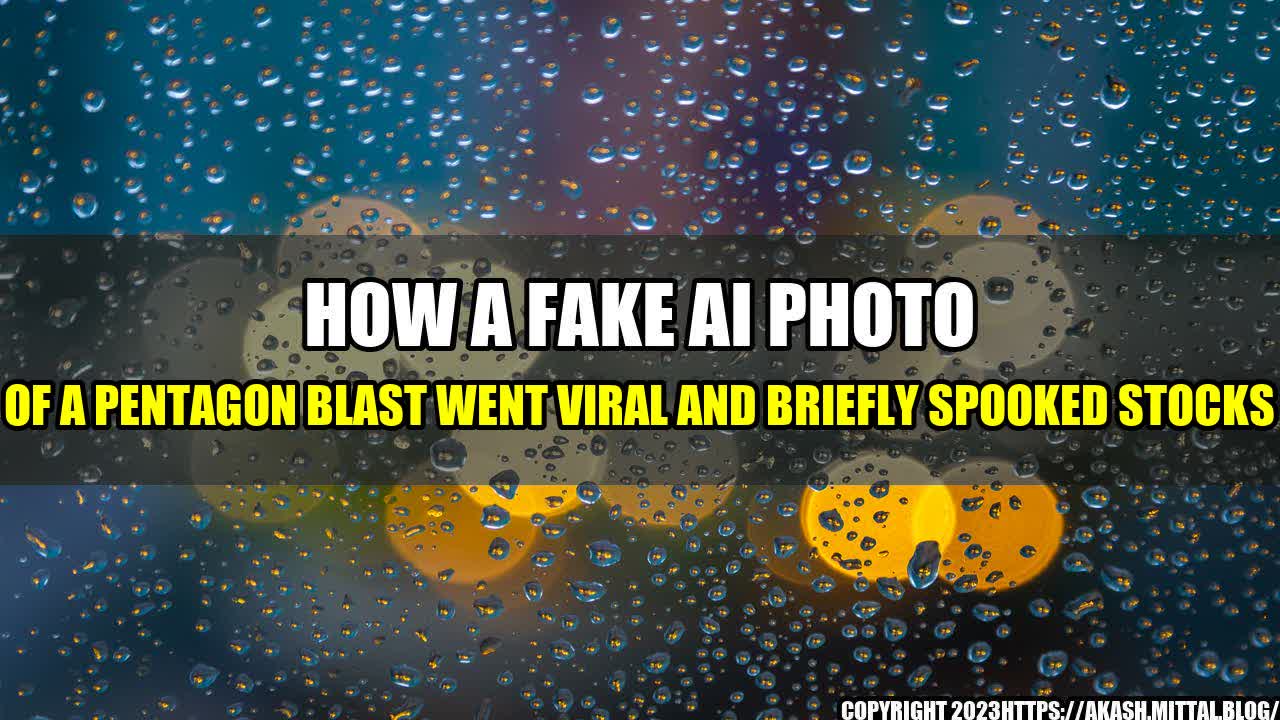 HOW A FAKE AI PHOTO
OF A PENTAGON BLAST WENT VIRAL AND BRIEFLY SPOOKED STOCKS
COPYRIGHT 2023HTTPS://AKASH.MITTAL.BLOG/